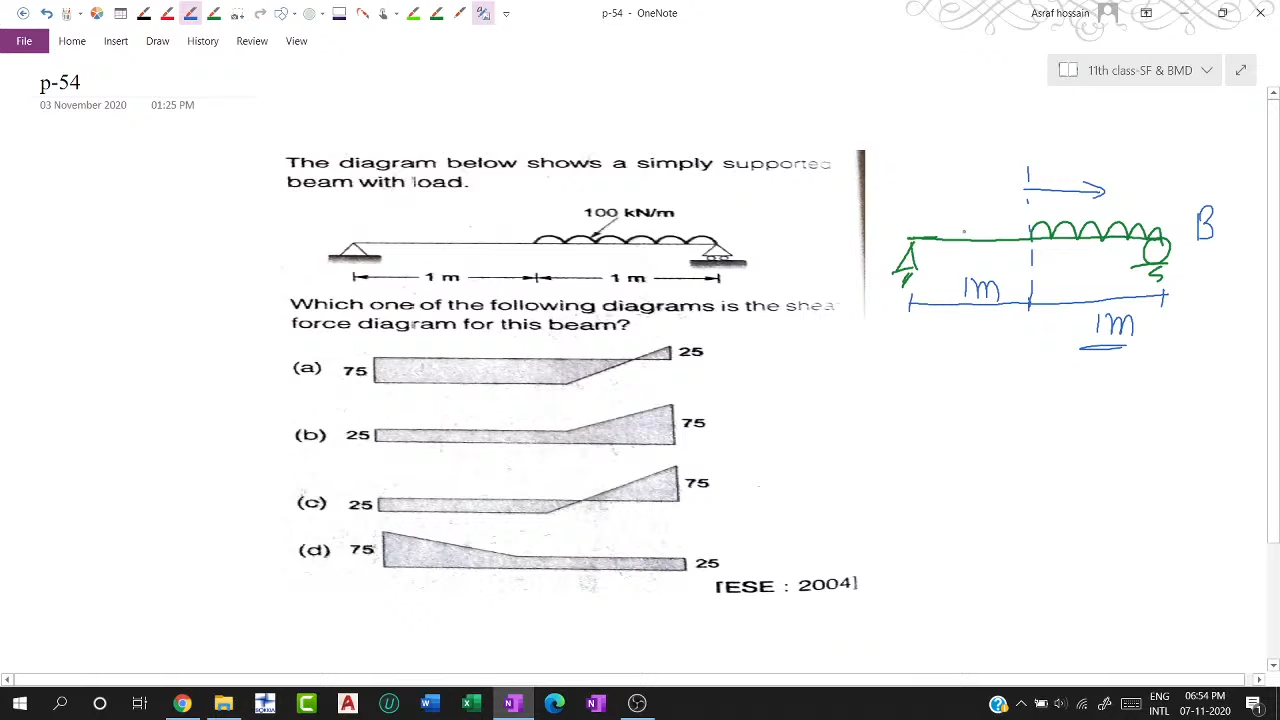 p-54 - OneNote
Asraf hossain
File Home Insert Draw History Review View
11th class-SF & BMD
p-54
03 November 2020 01:25 PM
The diagram below shows a simply supported
beam with load.
100 kN/m
1 m 1 m
Which one of the following diagrams is the shea
force diagram for this beam?
(a) 75 25
(b) 25 75
(c) 25 75
(d) 75 25
[ESE : 2004]
B
1m
1m
ENG 06:54 PM
INTL 07-11-2020